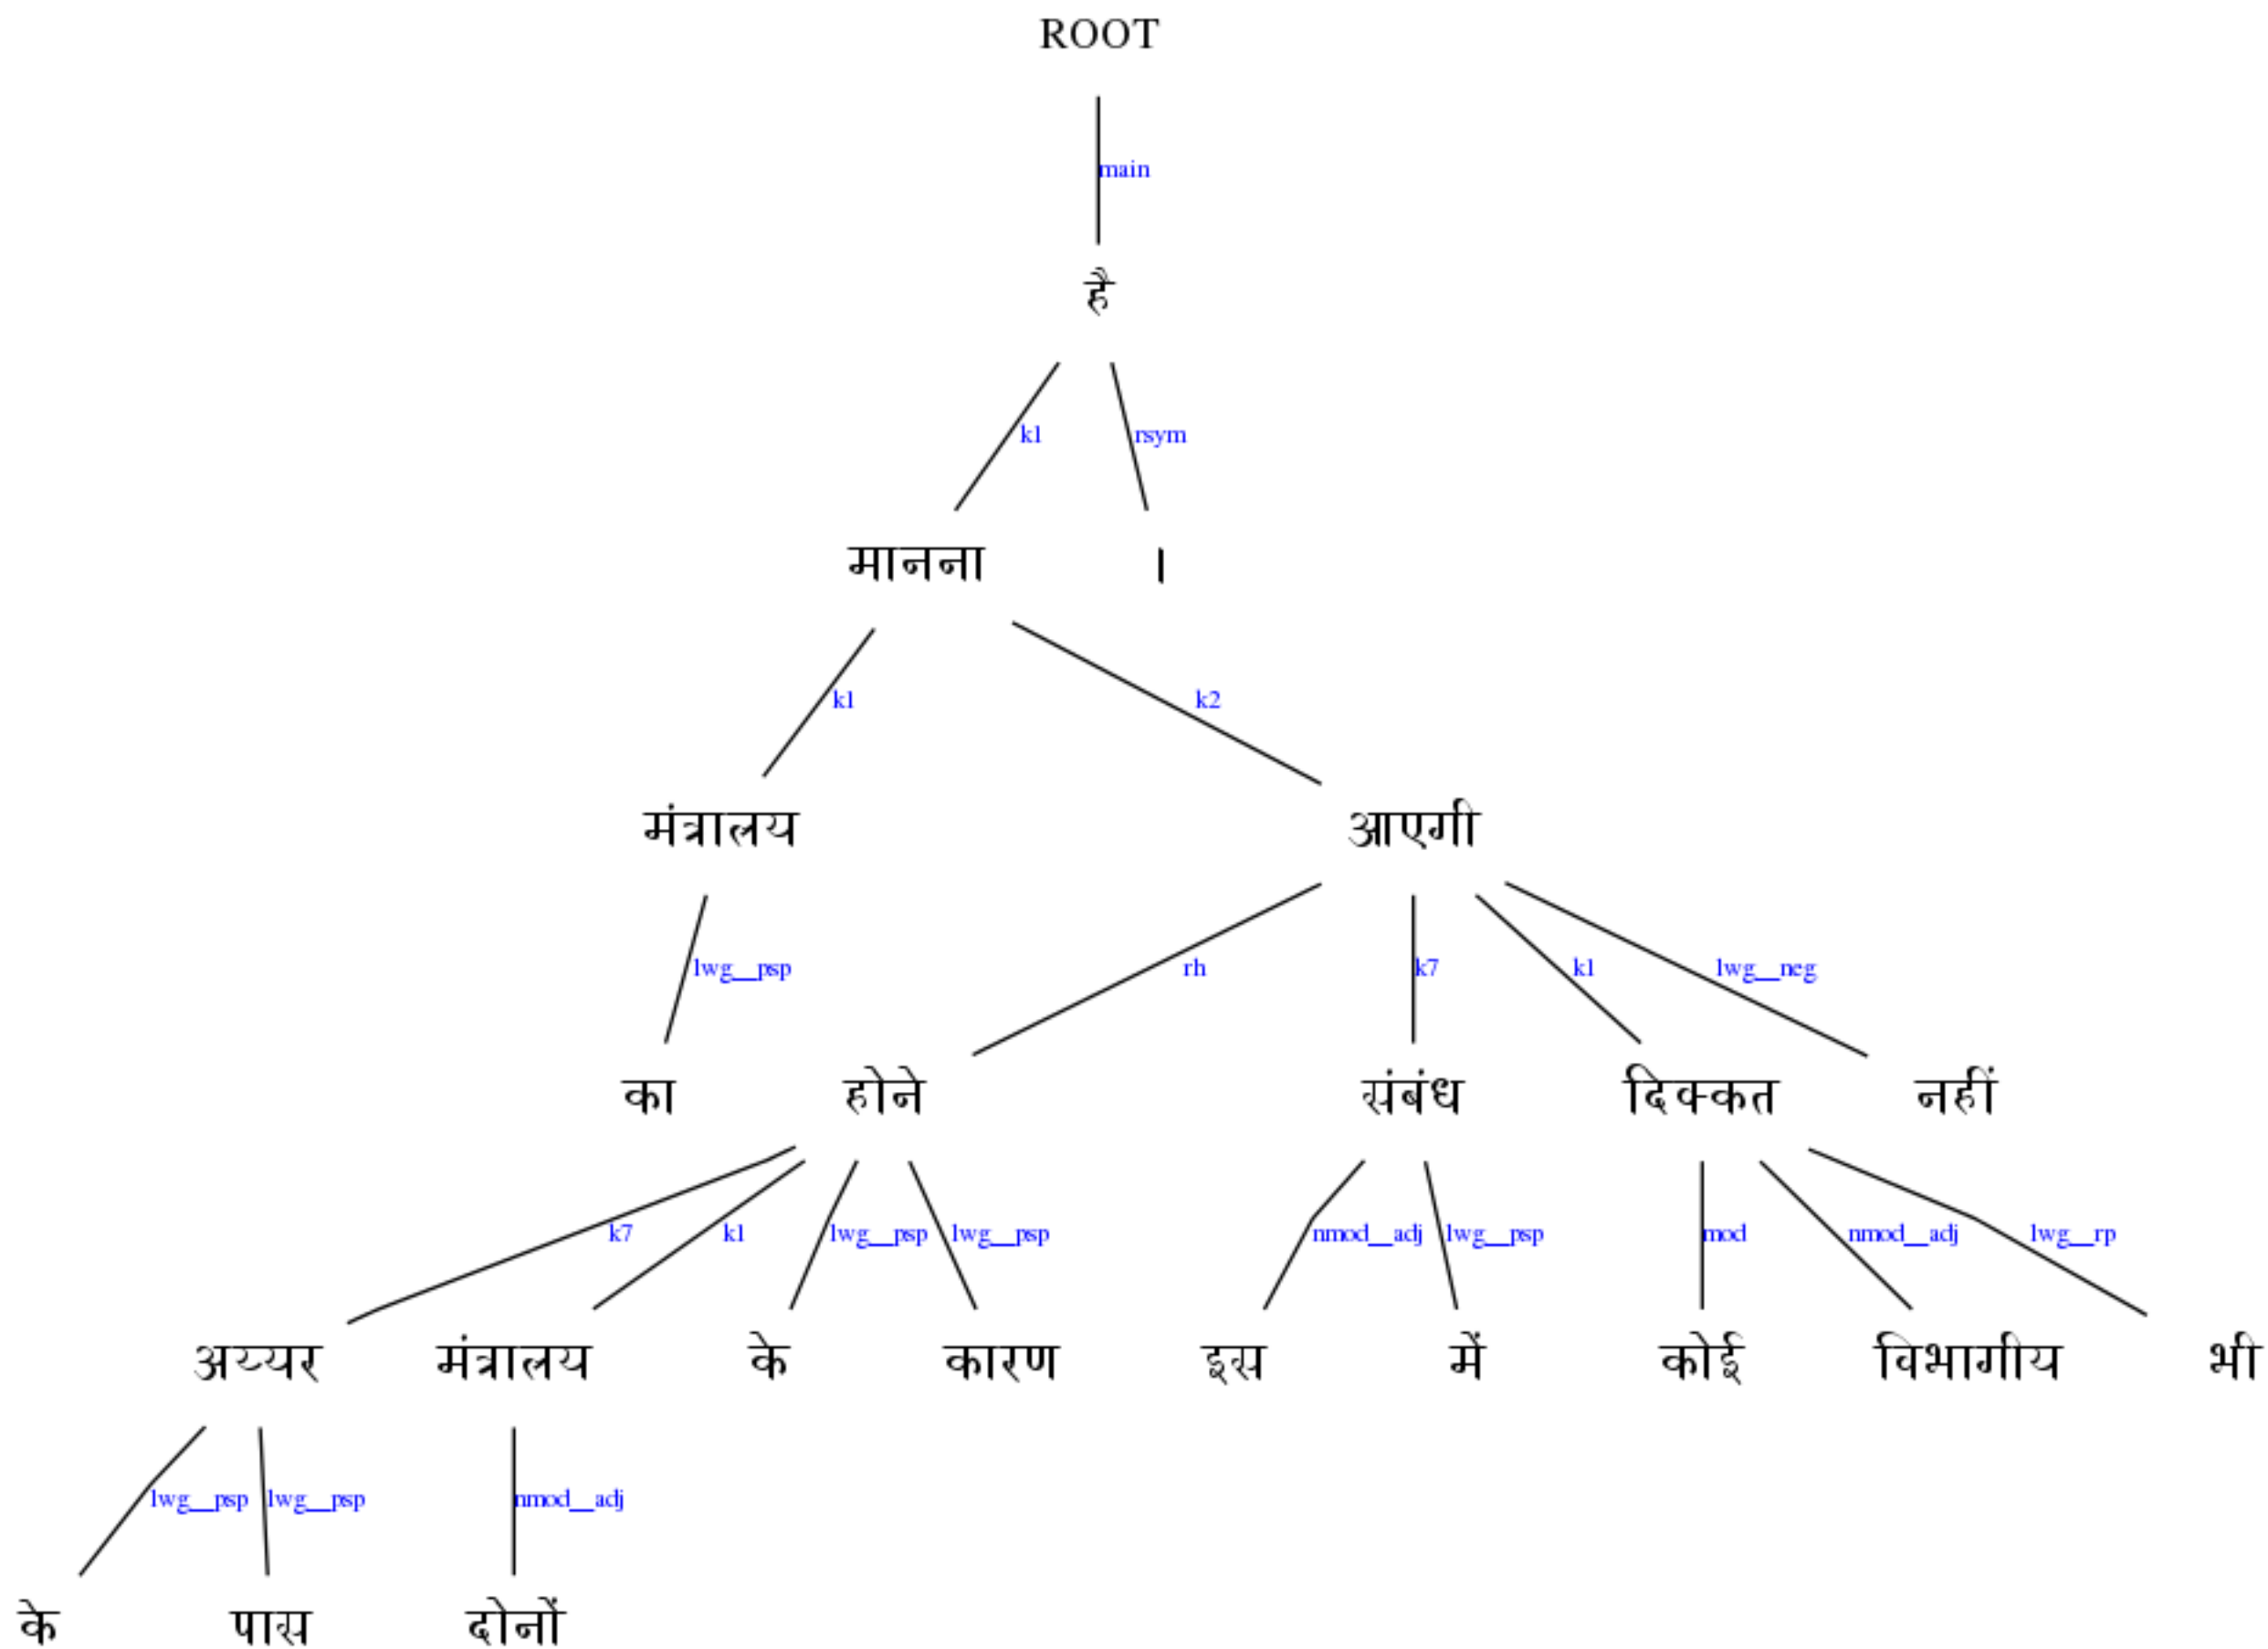 ROOT
main
है
k1 rsym
मानना ।
k1 k2
मंत्रालय आएगी
lwg__psp rh k7 k1 lwg__neg
का होने संबंध दिक्कत नहीं
k7 k1 lwg__psp lwg__psp nmod__adj lwg__psp mod nmod__adj lwg__rp
अय्यर मंत्रालय के कारण इस में कोई विभागीय भी
lwg__psp lwg__psp nmod__adj
के पास दोनों